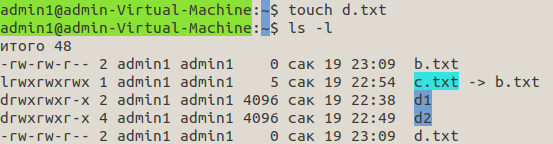 admin1@admin-Virtual-Machine:~$ touch d.txt
admin1@admin-Virtual-Machine:~$ ls -l
итого 48
-rw-rw-r-- 2 admin1 admin1    0 сак 19 23:09  b.txt
lrwxrwxrwx 1 admin1 admin1    5 сак 19 22:54  c.txt -> b.txt
drwxrwxr-x 2 admin1 admin1 4096 сак 19 22:38  d1
drwxrwxr-x 4 admin1 admin1 4096 сак 19 22:49  d2
-rw-rw-r-- 2 admin1 admin1    0 сак 19 23:09  d.txt